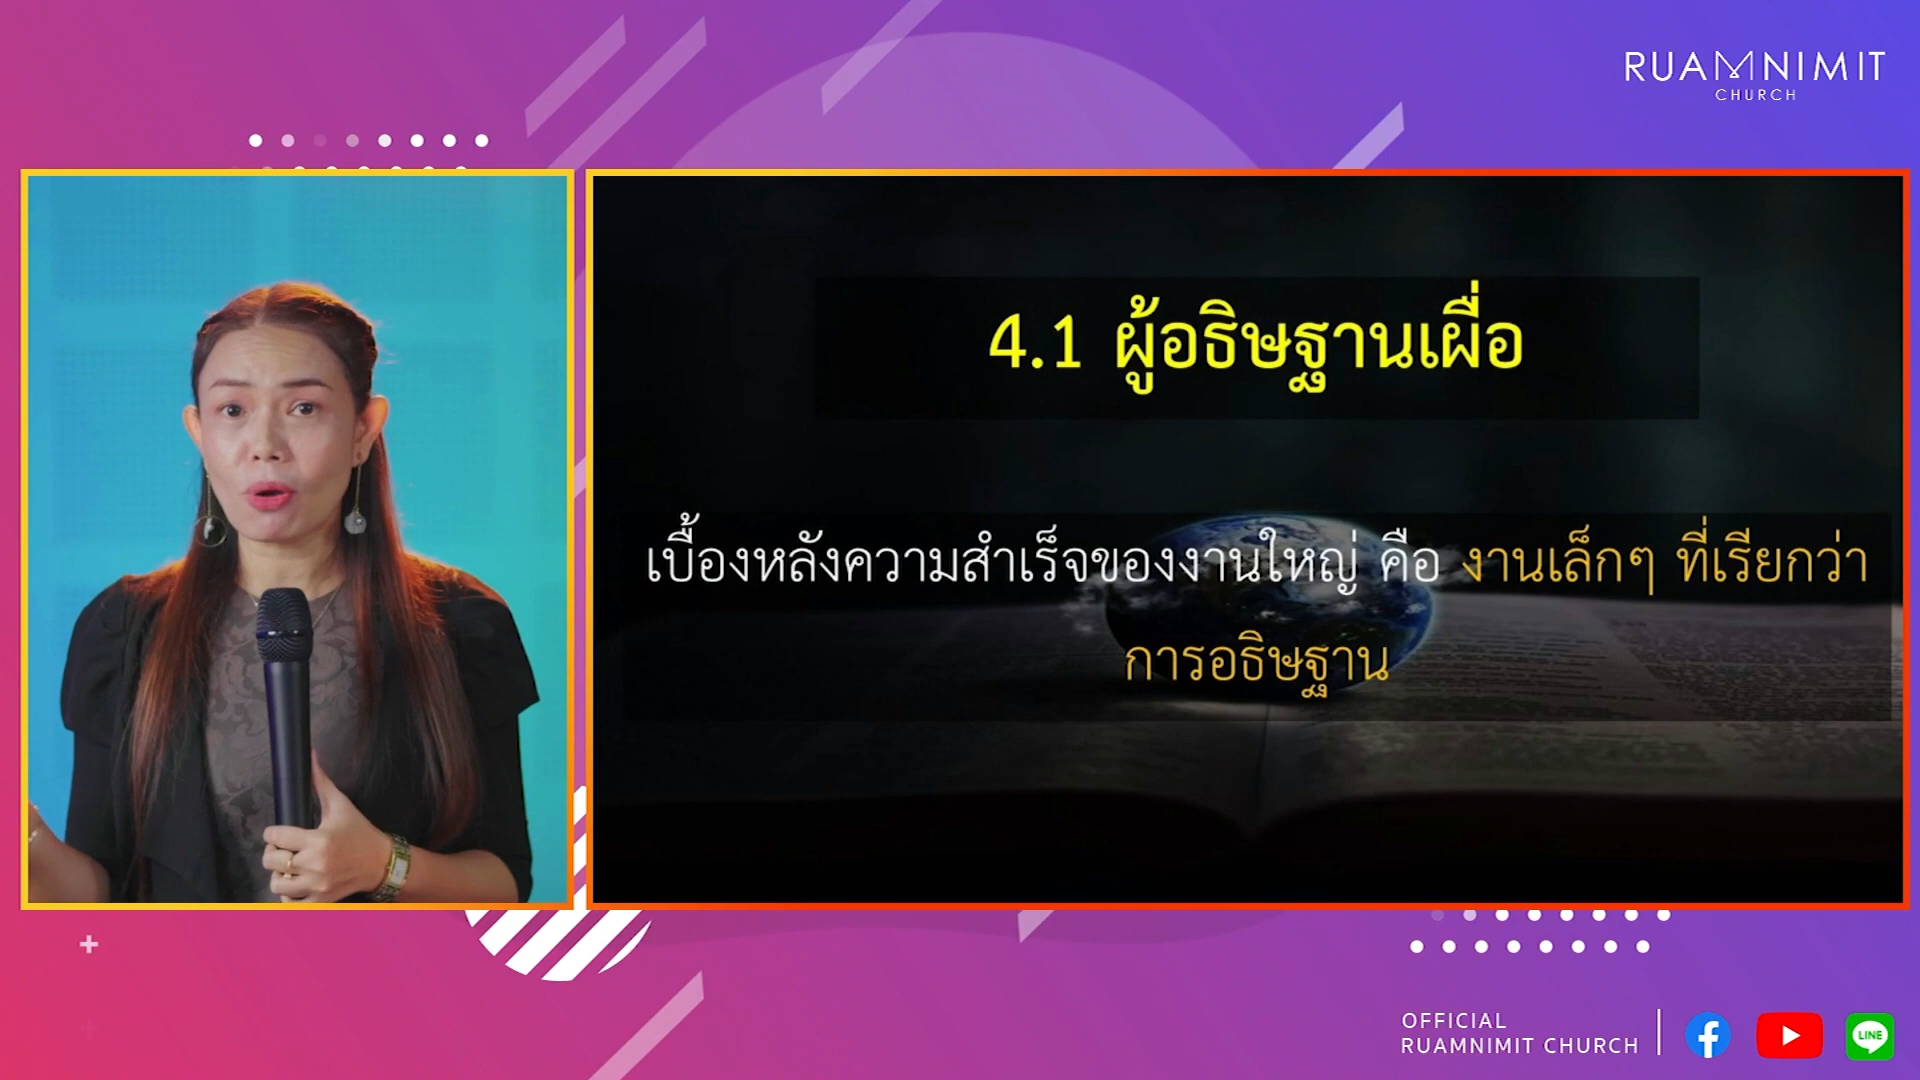 RUAMNIMIT
CHURCH
4.1 ผู้อธิษฐานเผื่อ
เบื้องหลังความสำเร็จของงานใหญ่ คือ งานเล็กๆ ที่เรียกว่า
การอธิษฐาน
OFFICIAL
RUAMNIMIT CHURCH
LINE